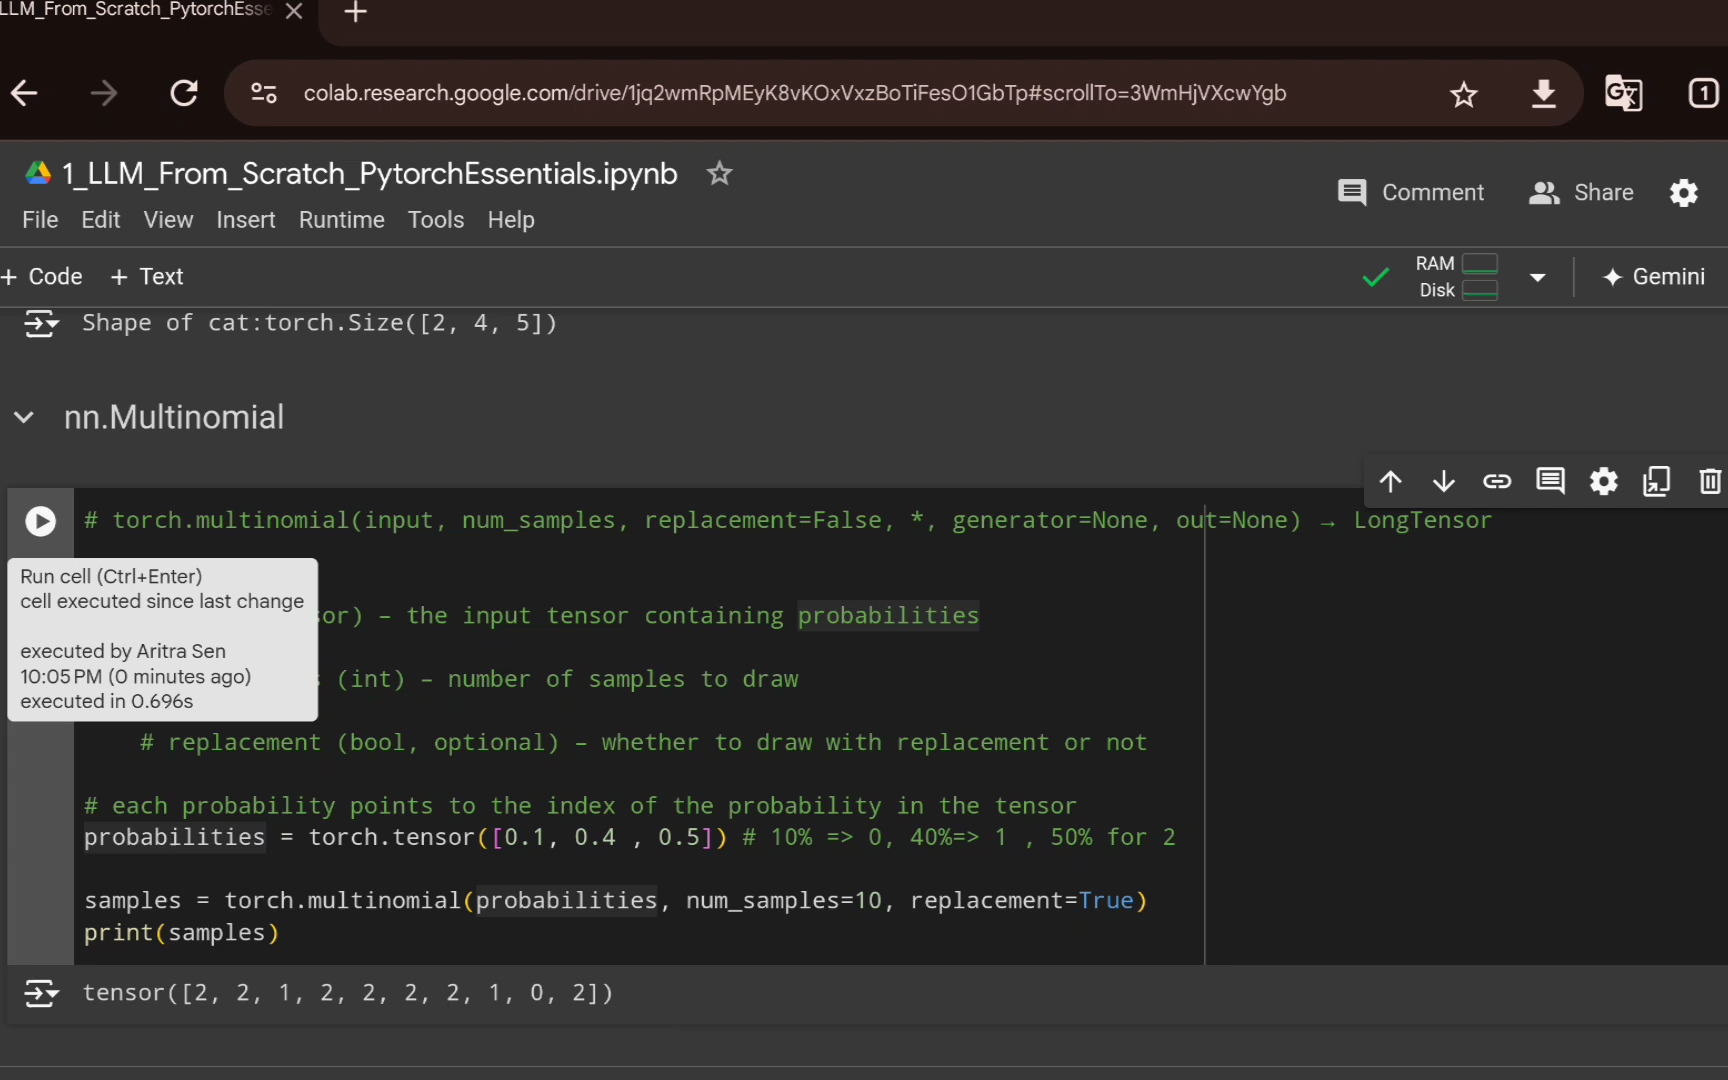 LLM_From_Scratch_PytorchEsse
colab.research.google.com/drive/1jq2wmRpMEyK8vKOxVxzBoTiFesO1GbTp#scrollTo=3WmHjVXcwYgb
1
1_LLM_From_Scratch_PytorchEssentials.ipynb
Comment
Share
File Edit View Insert Runtime Tools Help
+ Code + Text
RAM
Disk
Gemini
Shape of cat:torch.Size([2, 4, 5])
nn.Multinomial
# torch.multinomial(input, num_samples, replacement=False, *, generator=None, out=None) → LongTensor
Run cell (Ctrl+Enter)
cell executed since last change
executed by Aritra Sen
10:05 PM (0 minutes ago)
executed in 0.696s
sor) – the input tensor containing probabilities
(int) – number of samples to draw
# replacement (bool, optional) – whether to draw with replacement or not
# each probability points to the index of the probability in the tensor
probabilities = torch.tensor([0.1, 0.4 , 0.5]) # 10% => 0, 40%=> 1 , 50% for 2
samples = torch.multinomial(probabilities, num_samples=10, replacement=True)
print(samples)
tensor([2, 2, 1, 2, 2, 2, 2, 1, 0, 2])